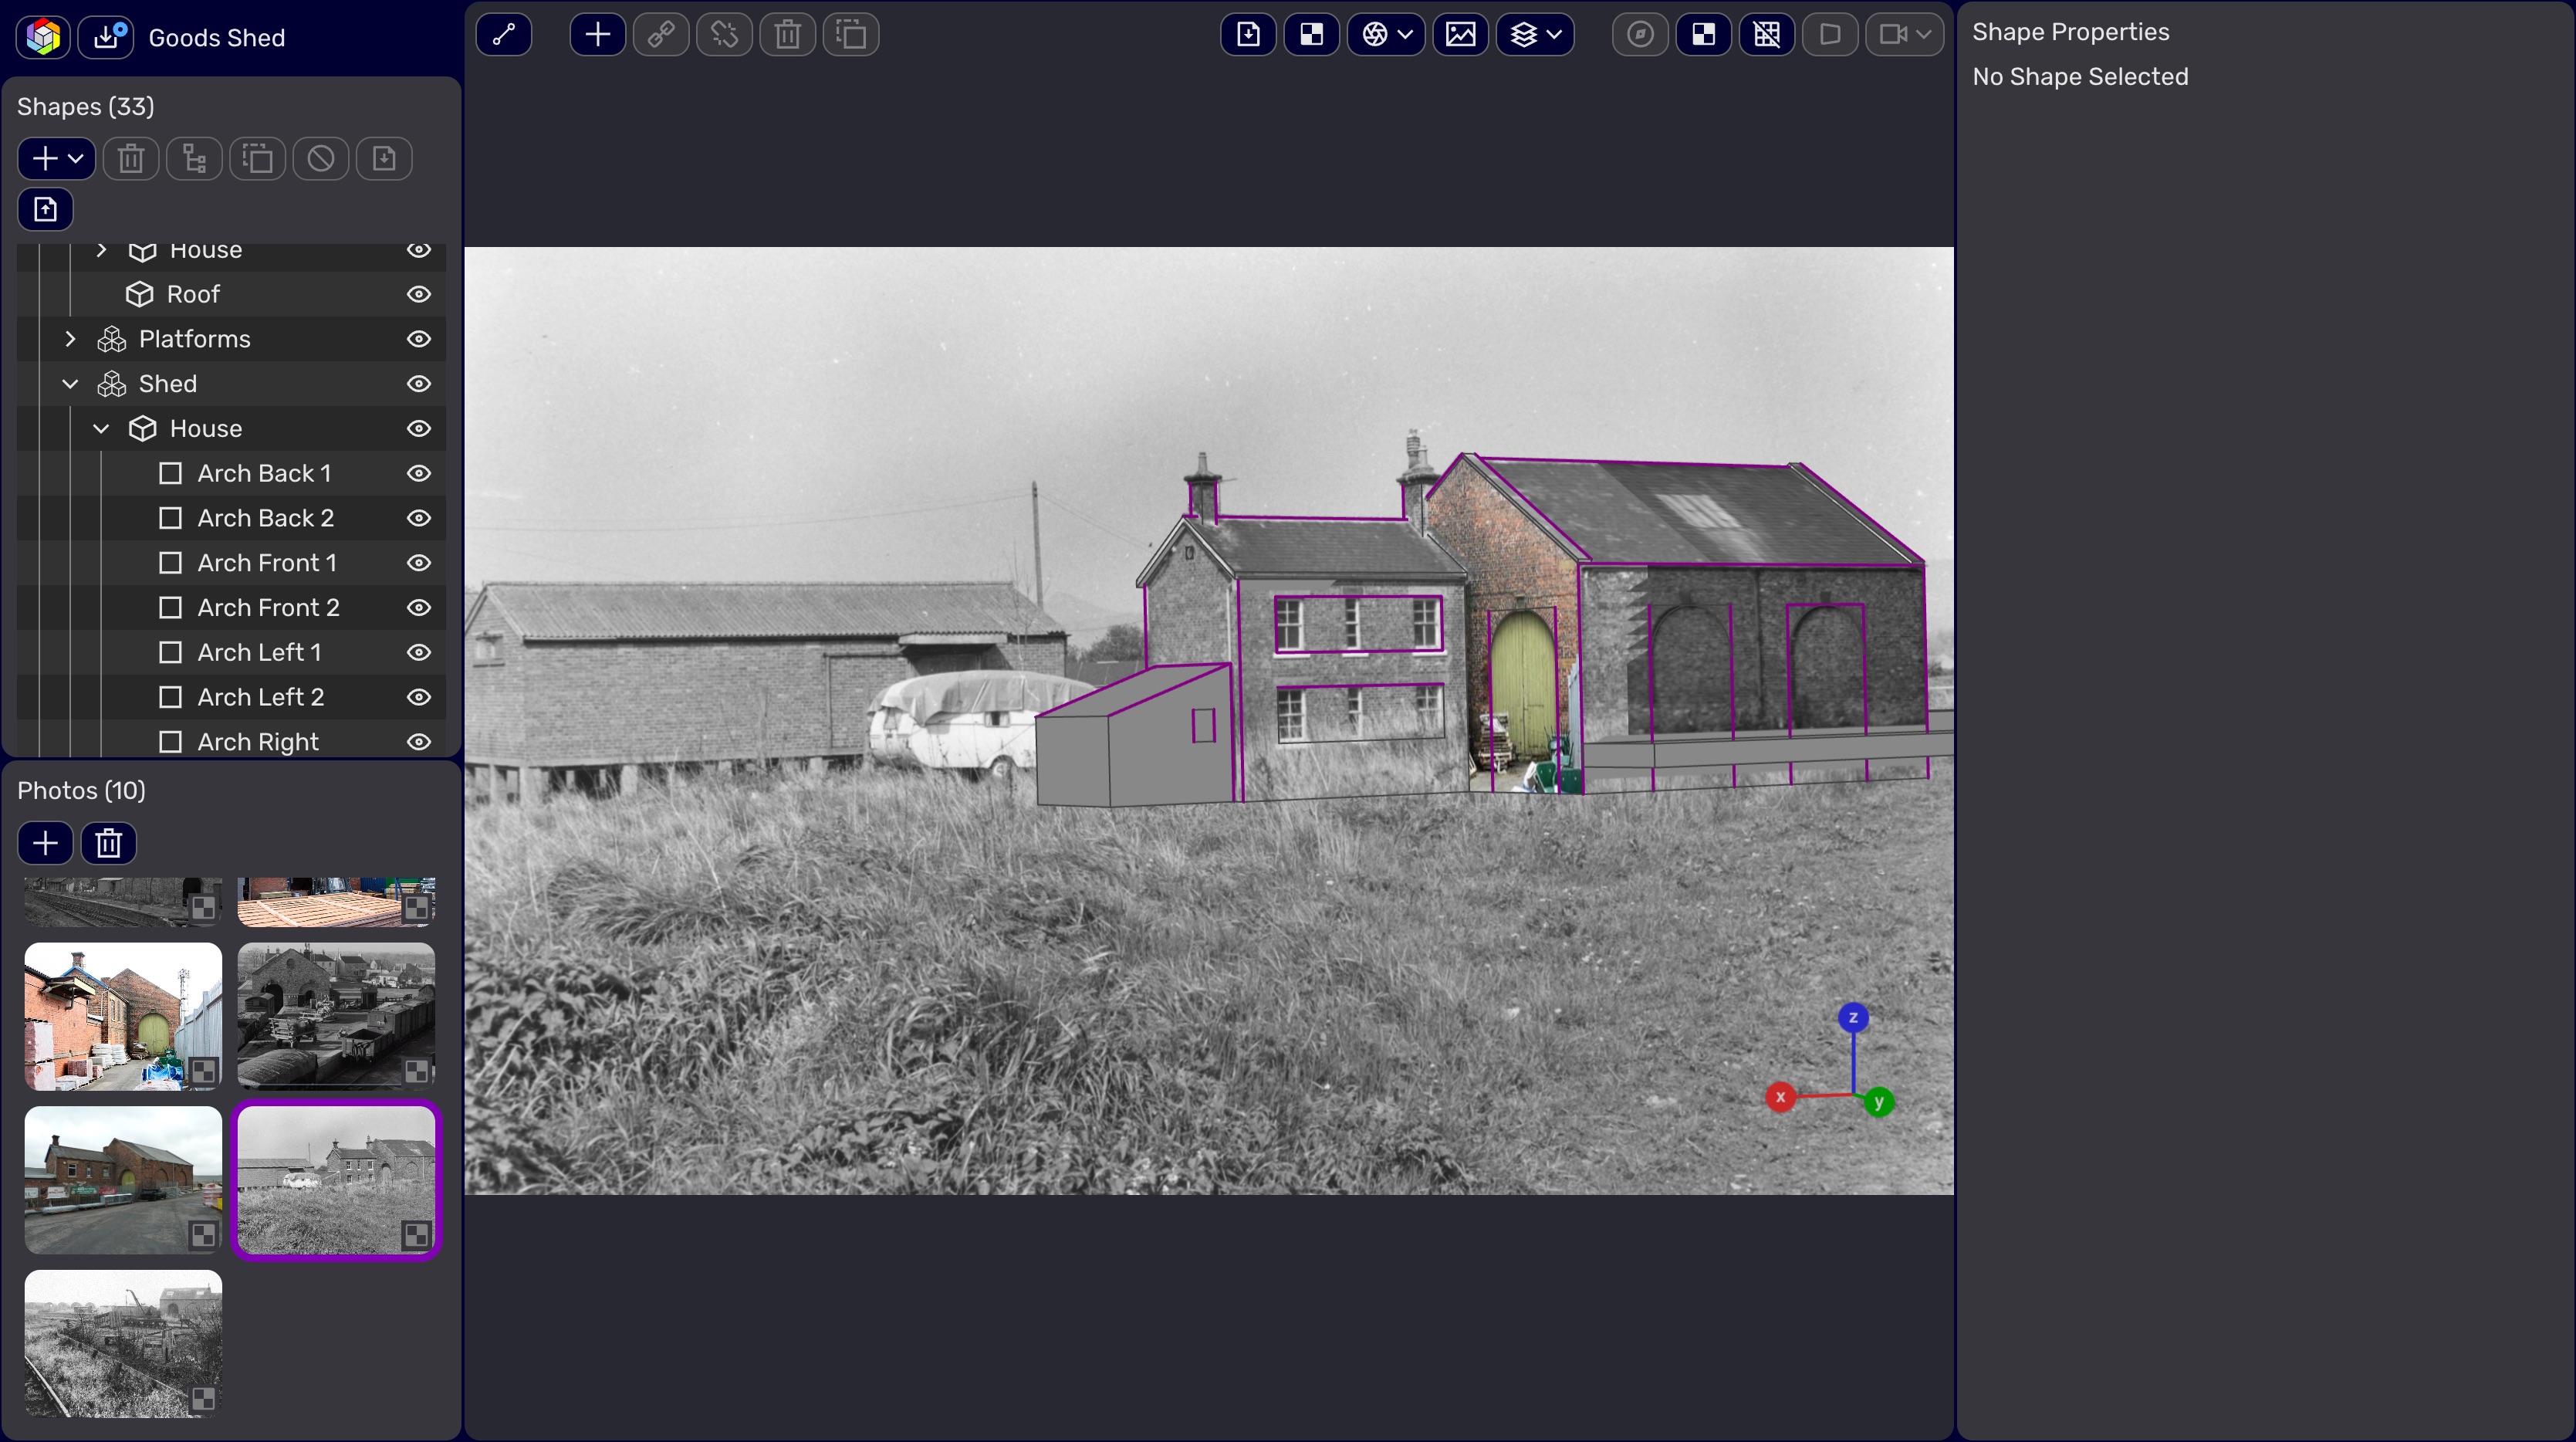 Goods Shed
Shapes (33)
House
Roof
Platforms
Shed
House
Arch Back 1
Arch Back 2
Arch Front 1
Arch Front 2
Arch Left 1
Arch Left 2
Arch Right
Photos (10)
z
x
y
Shape Properties
No Shape Selected